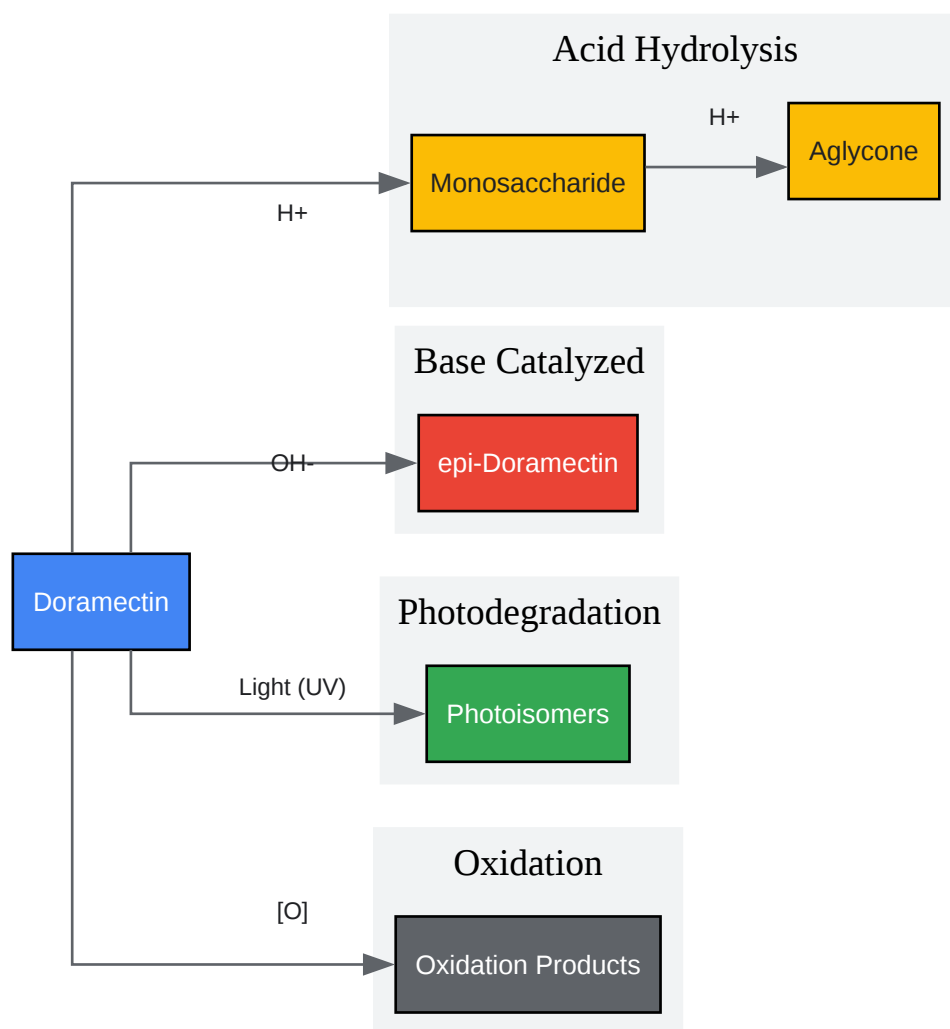 Acid Hydrolysis
H+
Aglycone
Monosaccharide
H+
Base Catalyzed
OH-
epi-Doramectin
Doramectin
Photodegradation
Light (UV)
Photoisomers
Oxidation
[O]
Oxidation Products